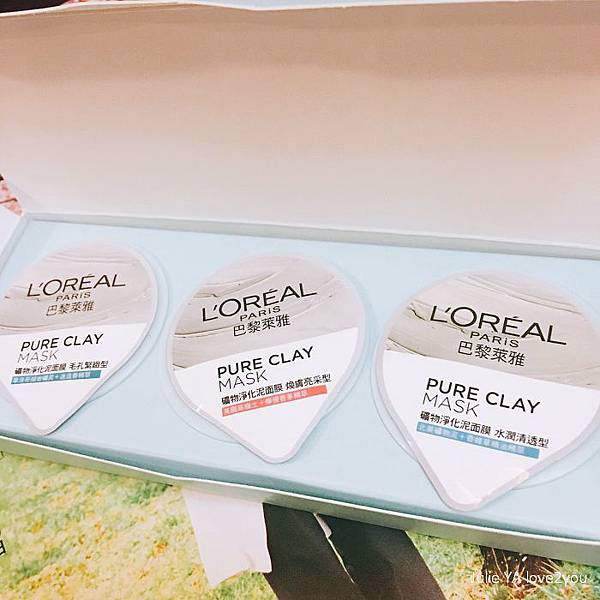 L'ORÉAL
PARIS
巴黎萊雅
PURE CLAY
MASK
礦物淨化泥面膜 毛孔緊緻型
L'ORÉAL
PARIS
巴黎萊雅
PURE CLAY
MASK
礦物淨化泥面膜 煥膚亮采型
L'ORÉAL
PARIS
巴黎萊雅
PURE CLAY
MASK
礦物淨化泥面膜 水潤清透型
Julie YA love2you